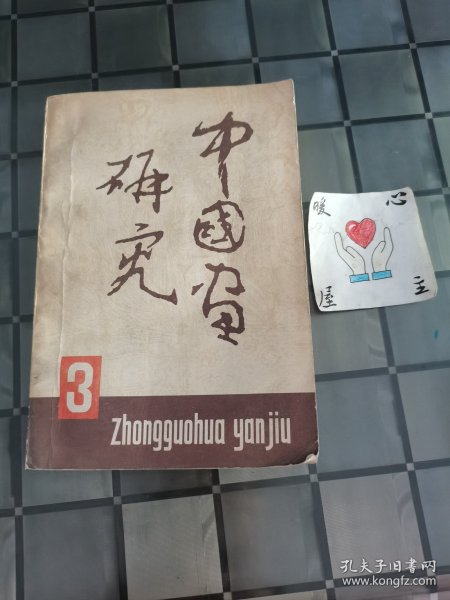 中國画
研究
3
Zhongguohua yanjiu
暖 心
屋 主
孔夫子旧书网
www.kongfz.com